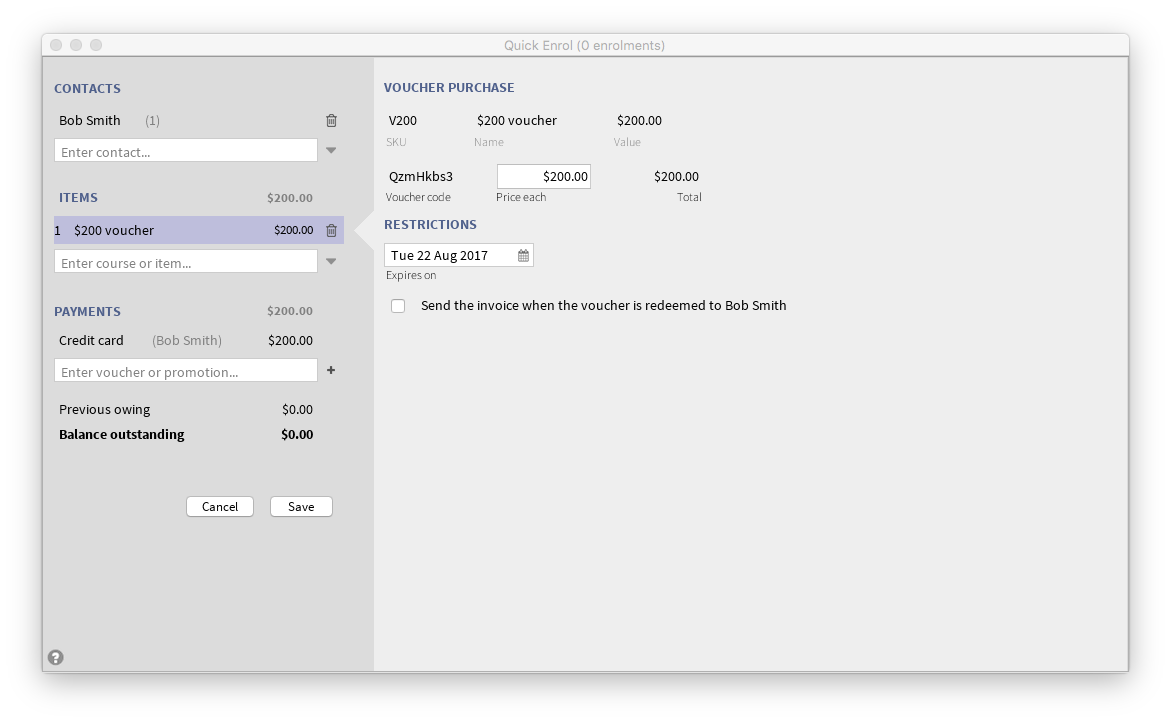 Quick Enrol (0 enrolments)
CONTACTS
Bob Smith (1)
Enter contact...
ITEMS $200.00
1 $200 voucher $200.00
Enter course or item...
PAYMENTS $200.00
Credit card (Bob Smith) $200.00
Enter voucher or promotion...
Previous owing $0.00
Balance outstanding $0.00
Cancel Save
?
VOUCHER PURCHASE
V200 $200 voucher $200.00
SKU Name Value
QzmHkbs3 $200.00 $200.00
Voucher code Price each Total
RESTRICTIONS
Tue 22 Aug 2017
Expires on
Send the invoice when the voucher is redeemed to Bob Smith